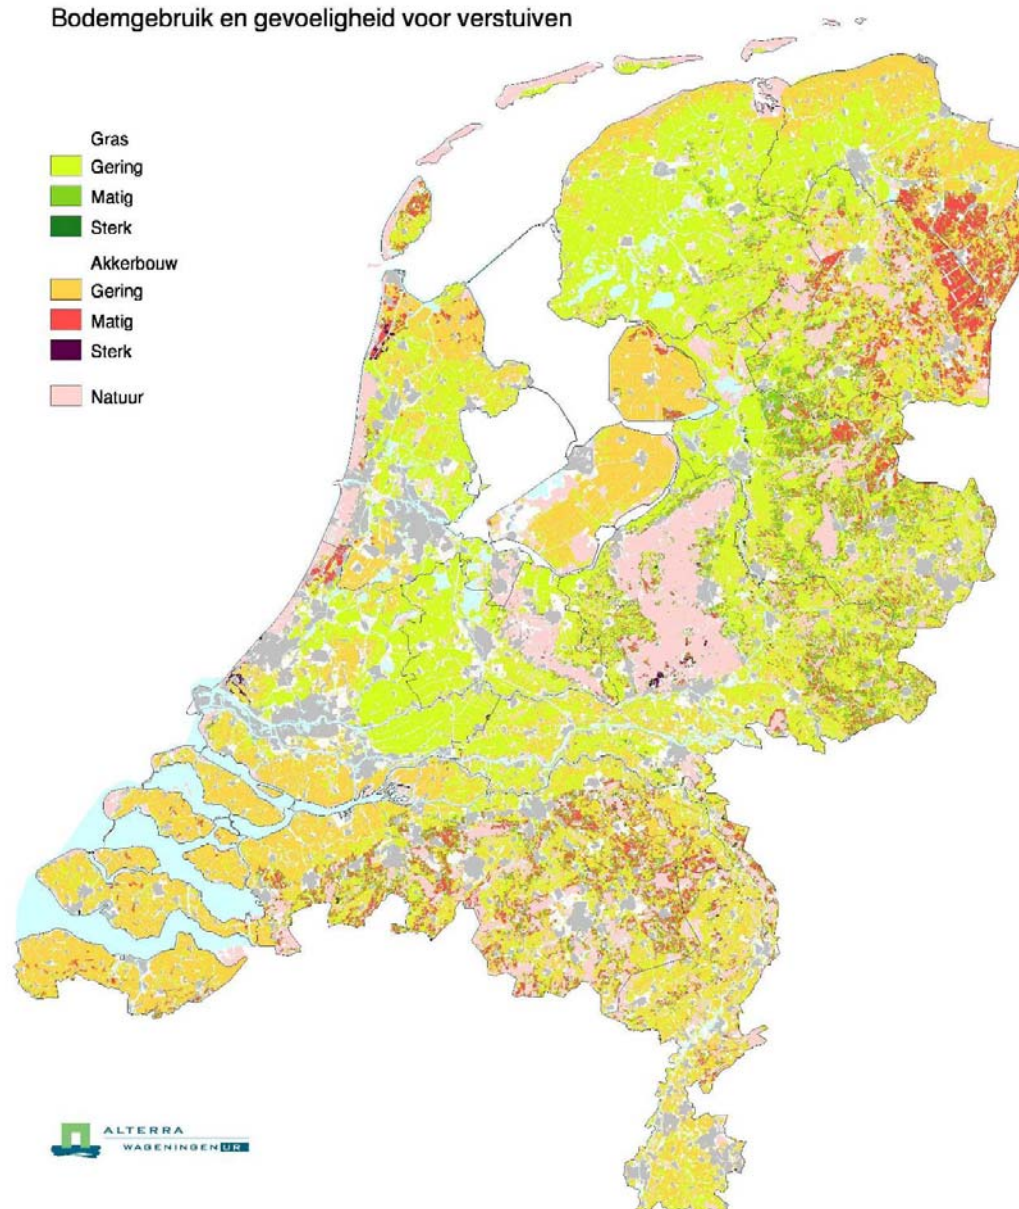 Bodemgebruik en gevoeligheid voor verstuiven
Gras
Gering
Matig
Sterk
Akkerbouw
Gering
Matig
Sterk
Natuur
ALTERRA
WAGENINGEN UR